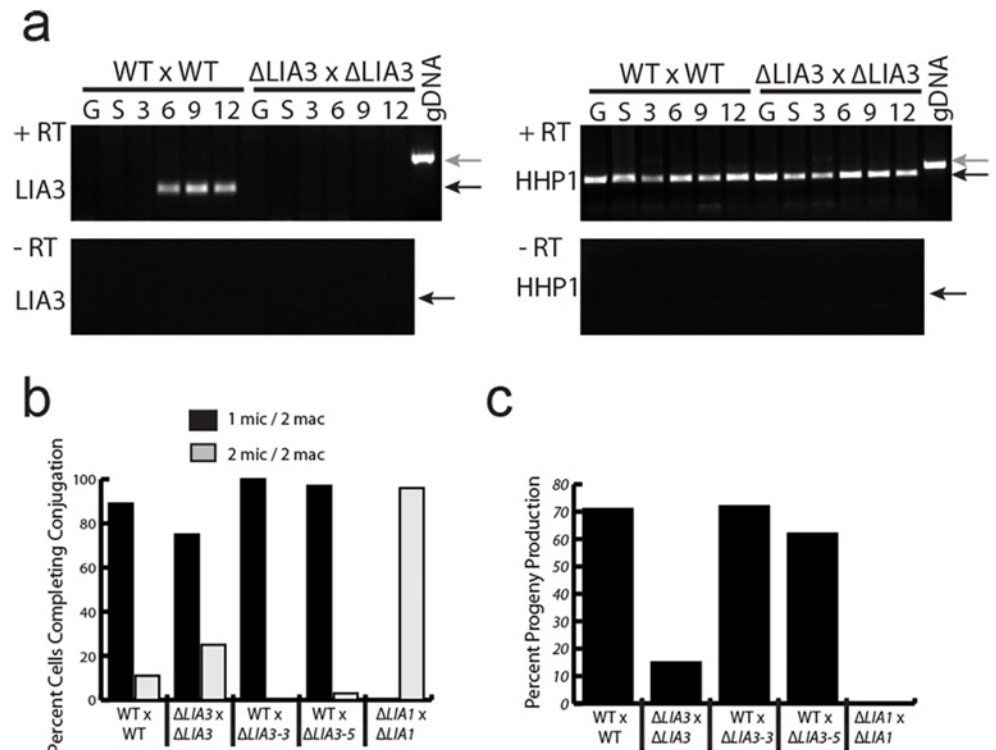 a
WT x WT ΔLIA3 x ΔLIA3 gDNA
G S 3 6 9 12 G S 3 6 9 12
+ RT
LIA3
- RT
LIA3
WT x WT ΔLIA3 x ΔLIA3 gDNA
G S 3 6 9 12 G S 3 6 9 12
+ RT
HHP1
- RT
HHP1
b
1 mic / 2 mac
2 mic / 2 mac
Percent Cells Completing Conjugation
100
80
60
40
20
0
WT x ΔLIA3 x WT x WT x ΔLIA1 x
WT ΔLIA3 ΔLIA3-3 ΔLIA3-5 ΔLIA1
c
Percent Progeny Production
80
70
60
50
40
30
20
10
0
WT x ΔLIA3 x WT x WT x ΔLIA1 x
WT ΔLIA3 ΔLIA3-3 ΔLIA3-5 ΔLIA1